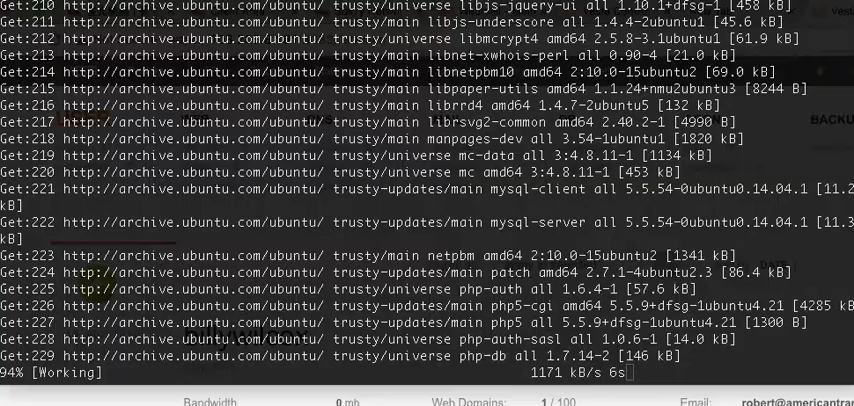 Get:210 http://archive.ubuntu.com/ubuntu/ trusty/universe libjs-jquery-ui all 1.10.1+dfsg-1 [458 kB]
Get:211 http://archive.ubuntu.com/ubuntu/ trusty/main libjs-underscore all 1.4.4-2ubuntu1 [45.6 kB]
Get:212 http://archive.ubuntu.com/ubuntu/ trusty/universe libmcrypt4 amd64 2.5.8-3.1ubuntu1 [61.9 kB]
Get:213 http://archive.ubuntu.com/ubuntu/ trusty/main libnet-xwhois-perl all 0.90-4 [21.0 kB]
Get:214 http://archive.ubuntu.com/ubuntu/ trusty/main libnetpbm10 amd64 2:10.0-15ubuntu2 [69.0 kB]
Get:215 http://archive.ubuntu.com/ubuntu/ trusty/main libpaper-utils amd64 1.1.24+nmu2ubuntu3 [8244 B]
Get:216 http://archive.ubuntu.com/ubuntu/ trusty/main librrd4 amd64 1.4.7-2ubuntu5 [132 kB]
Get:217 http://archive.ubuntu.com/ubuntu/ trusty/main librsvg2-common amd64 2.40.2-1 [4990 B]
BACKU
Get:218 http://archive.ubuntu.com/ubuntu/ trusty/main manpages-dev all 3.54-1ubuntu1 [1820 kB]
Get:219 http://archive.ubuntu.com/ubuntu/ trusty/universe mc-data all 3:4.8.11-1 [1134 kB]
Get:220 http://archive.ubuntu.com/ubuntu/ trusty/universe mc amd64 3:4.8.11-1 [453 kB]
Get:221 http://archive.ubuntu.com/ubuntu/ trusty-updates/main mysql-client all 5.5.54-0ubuntu0.14.04.1 [11.2
kB]
Get:222 http://archive.ubuntu.com/ubuntu/ trusty-updates/main mysql-server all 5.5.54-0ubuntu0.14.04.1 [11.3
kB]
Get:223 http://archive.ubuntu.com/ubuntu/ trusty/main netpbm amd64 2:10.0-15ubuntu2 [1341 kB]
DATE
Get:224 http://archive.ubuntu.com/ubuntu/ trusty-updates/main patch amd64 2.7.1-4ubuntu2.3 [86.4 kB]
Get:225 http://archive.ubuntu.com/ubuntu/ trusty/universe php-auth all 1.6.4-1 [57.6 kB]
Get:226 http://archive.ubuntu.com/ubuntu/ trusty-updates/main php5-cgi amd64 5.5.9+dfsg-1ubuntu4.21 [4285 kB
Get:227 http://archive.ubuntu.com/ubuntu/ trusty-updates/main php5 all 5.5.9+dfsg-1ubuntu4.21 [1300 B]
Get:228 http://archive.ubuntu.com/ubuntu/ trusty/universe php-auth-sasl all 1.0.6-1 [14.0 kB]
Get:229 http://archive.ubuntu.com/ubuntu/ trusty/universe php-db all 1.7.14-2 [146 kB]
94% [Working] 1171 kB/s 6s
Bandwidth 0 mb Web Domains: 1 / 100 Email: robert@americantra